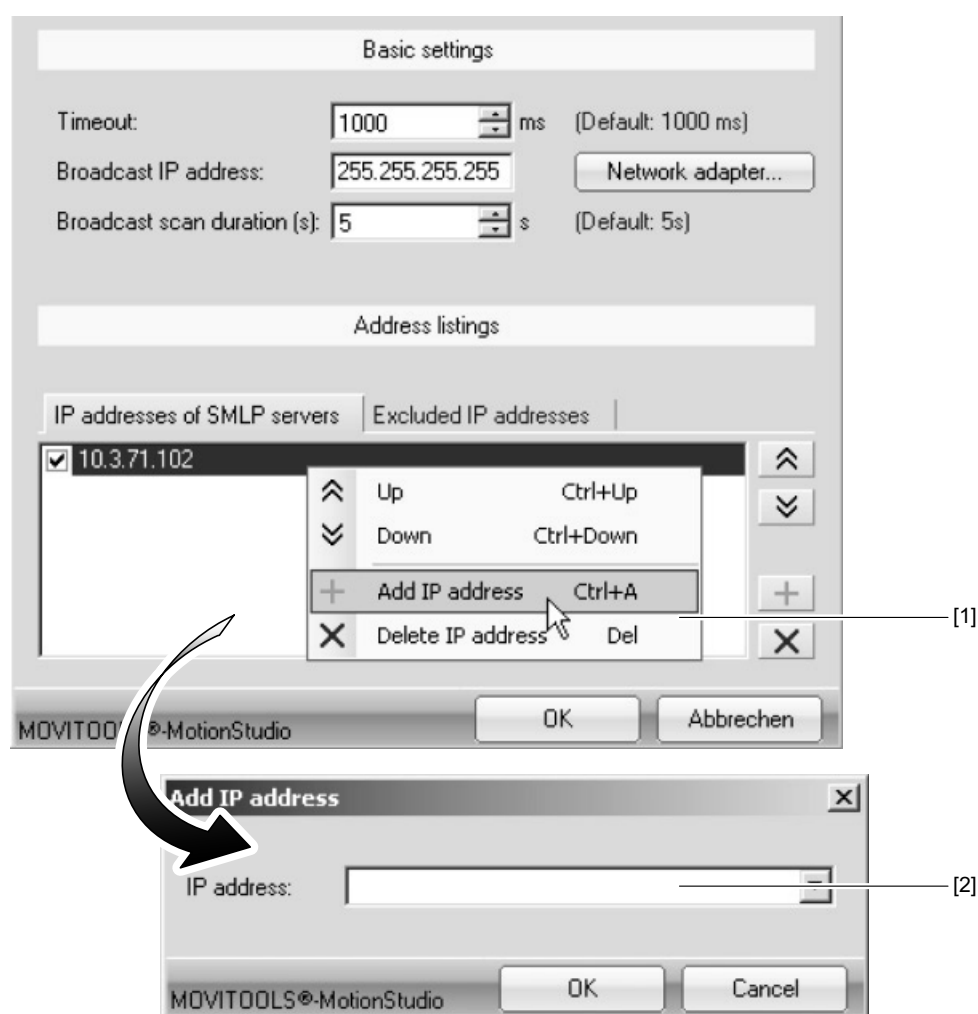 Basic settings
Timeout: 1000 ms (Default: 1000 ms)
Broadcast IP address: 255.255.255.255 Network adapter...
Broadcast scan duration (s): 5 s (Default: 5s)
Address listings
IP addresses of SMLP servers Excluded IP addresses
10.3.71.102
Up Ctrl+Up
Down Ctrl+Down
Add IP address Ctrl+A
[1]
Delete IP address Del
MOVITOO ®-MotionStudio OK Abbrechen
Add IP address
IP address: [2]
MOVITOOLS®-MotionStudio OK Cancel